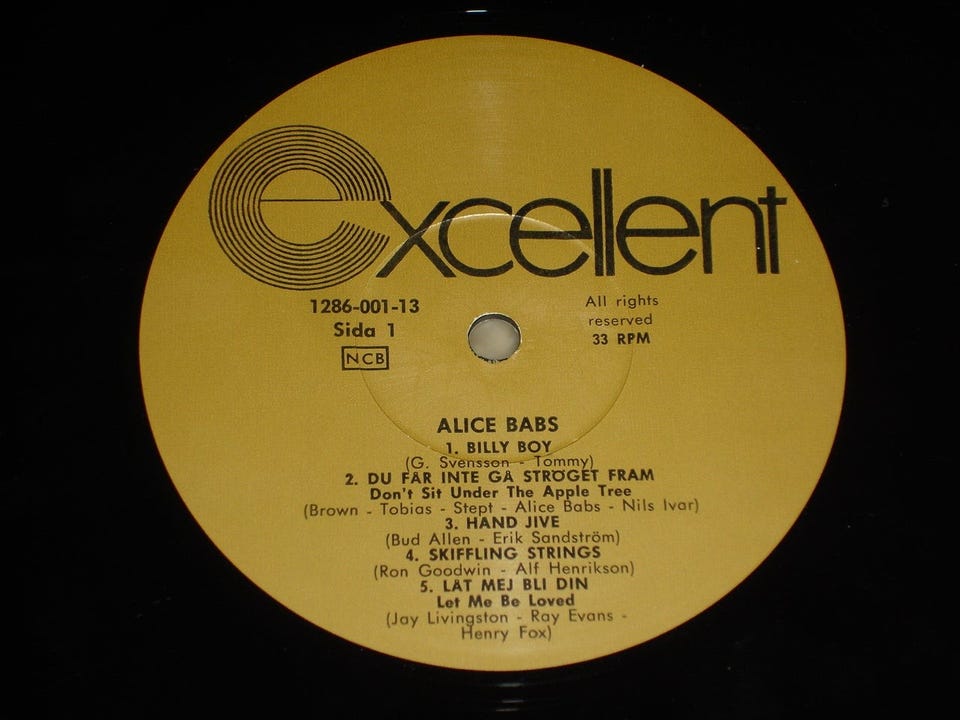 excellent
1286-001-13
Sida 1
NCB
All rights
reserved
33 RPM
ALICE BABS
1. BILLY BOY
(G. Svensson - Tommy)
2. DU FÅR INTE GÅ STRÖGET FRAM
Don't Sit Under The Apple Tree
(Brown - Tobias - Stept - Alice Babs - Nils Ivar)
3. HAND JIVE
(Bud Allen - Erik Sandström)
4. SKIFFLING STRINGS
(Ron Goodwin - Alf Henrikson)
5. LÅT MEJ BLI DIN
Let Me Be Loved
(Jay Livingston - Ray Evans -
Henry Fox)